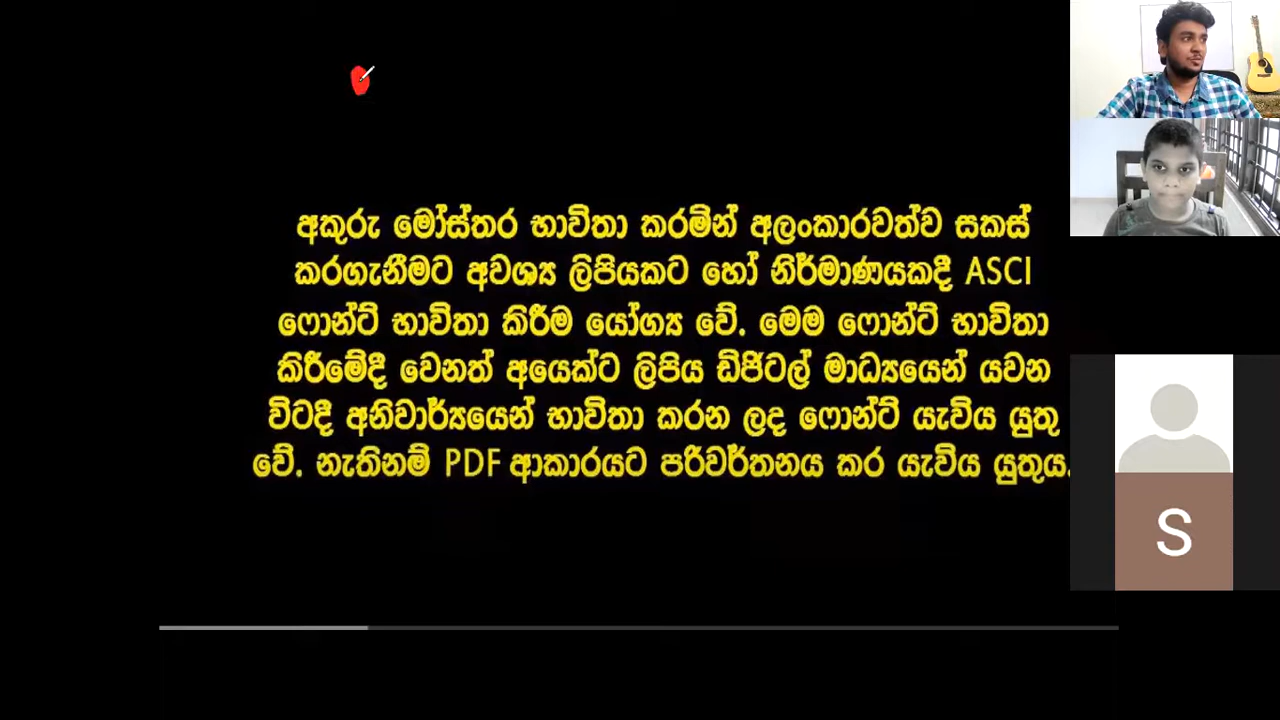 අකුරු මෝස්තර භාවිතා කරමින් අලංකාරවත්ව සකස්
කරගැනීමට අවශ්‍ය ලිපියකට හෝ නිර්මාණයකදී ASCI
ෆොන්ට් භාවිතා කිරීම යෝග්‍ය වේ. මෙම ෆොන්ට් භාවිතා
කිරීමේදී වෙනත් අයෙක්ට ලිපිය ඩිජිටල් මාධ්‍යයෙන් යවන
විටදී අනිවාර්යයෙන් භාවිතා කරන ලද ෆොන්ට් යැවිය යුතු
වේ. නැතිනම් PDF ආකාරයට පරිවර්තනය කර යැවිය යුතුය.
S